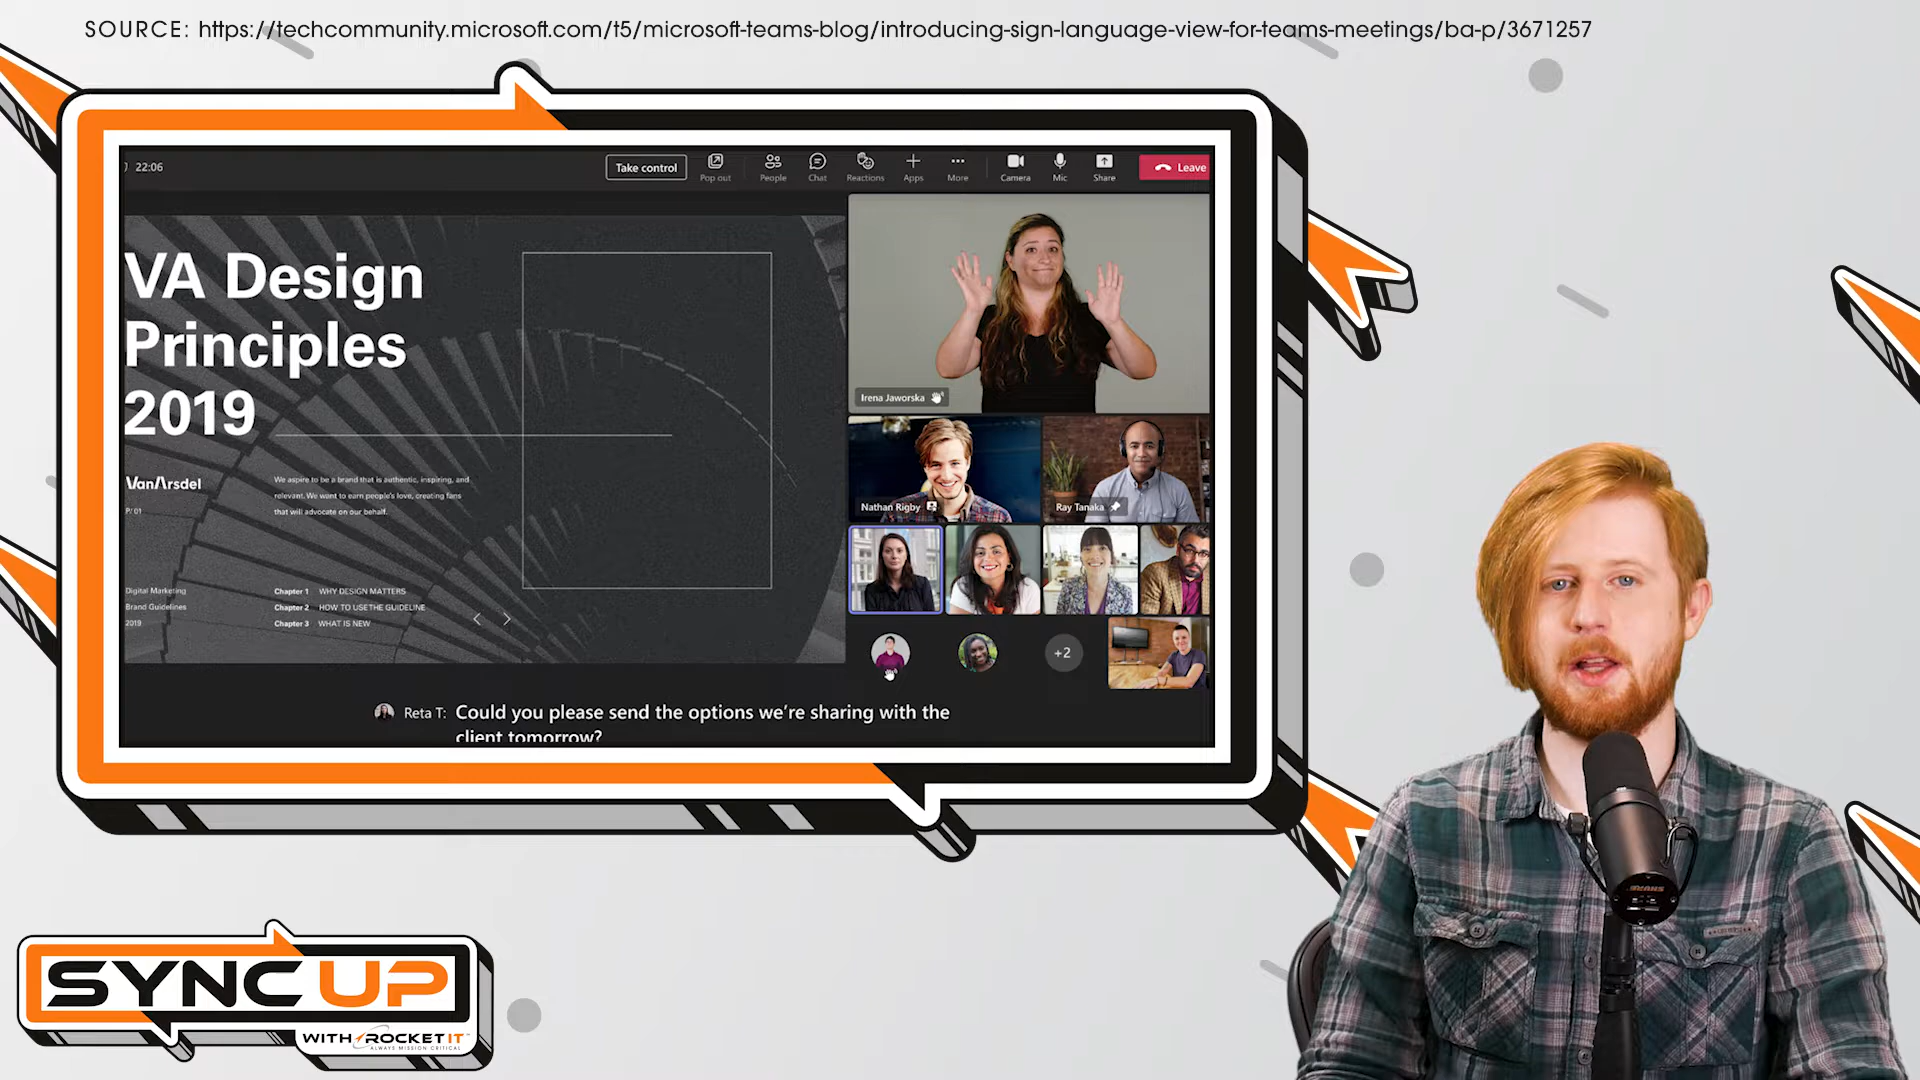 SOURCE: https://techcommunity.microsoft.com/t5/microsoft-teams-blog/introducing-sign-language-view-for-teams-meetings/ba-p/3671257
22:06
Take control
Pop out
People
Chat
Reactions
Apps
More
Camera
Mic
Share
Leave
VA Design
Principles
2019
VanArsdel
P/ 01
We aspire to be a brand that is authentic, inspiring, and
relevant. We want to earn people's love, creating fans
that will advocate on our behalf.
Digital Marketing
Brand Guidelines
2019
Chapter 1 WHY DESIGN MATTERS
Chapter 2 HOW TO USE THE GUIDELINE
Chapter 3 WHAT IS NEW
Irena Jaworska
Nathan Rigby
Ray Tanaka
+2
Reta T: Could you please send the options we're sharing with the
client tomorrow?
SYNC UP
WITH ROCKET IT
ALWAYS MISSION CRITICAL